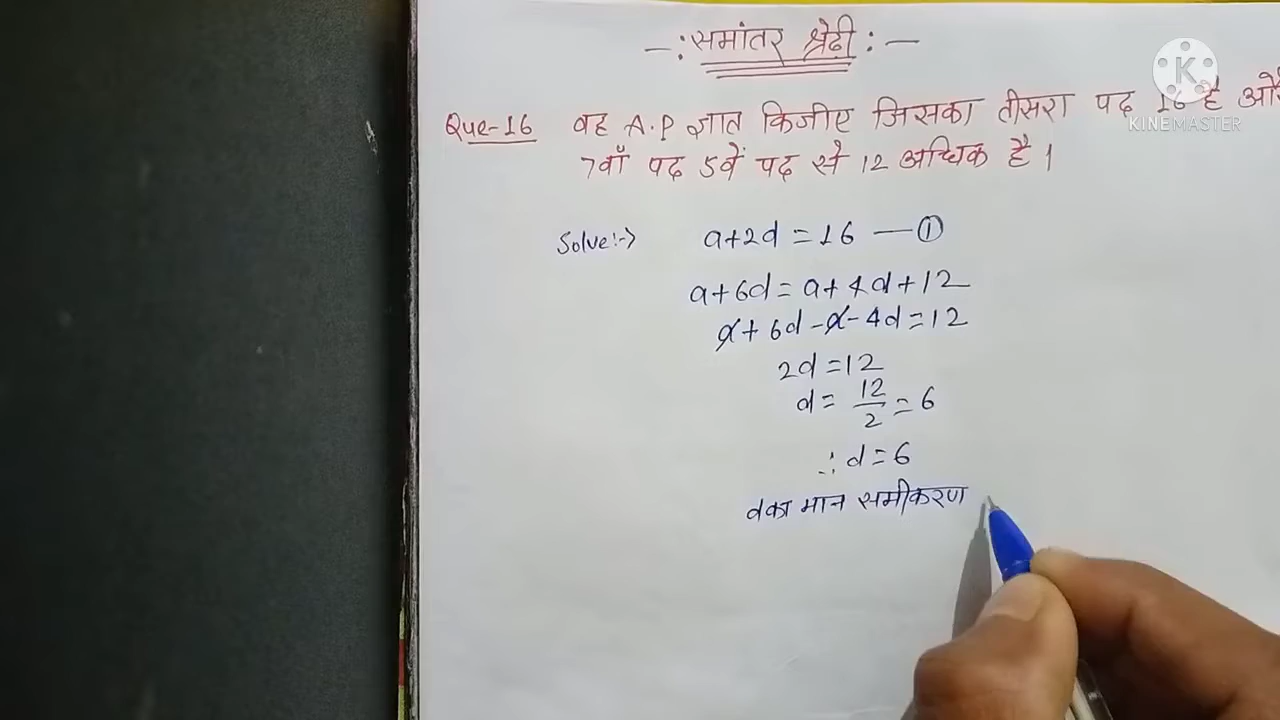 —:समांतर श्रेढ़ी:—
K
KINEMASTER
Que-16 वह A.P ज्ञात किजीए जिसका तीसरा पद 16 है और
7वाँ पद 5वें पद से 12 अधिक है।
Solve:→ a+2d=16 —①
a+6d=a+4d+12
a+6d-a-4d=12
2d=12
d= 12/2 =6
∴d=6
d का मान समीकरण